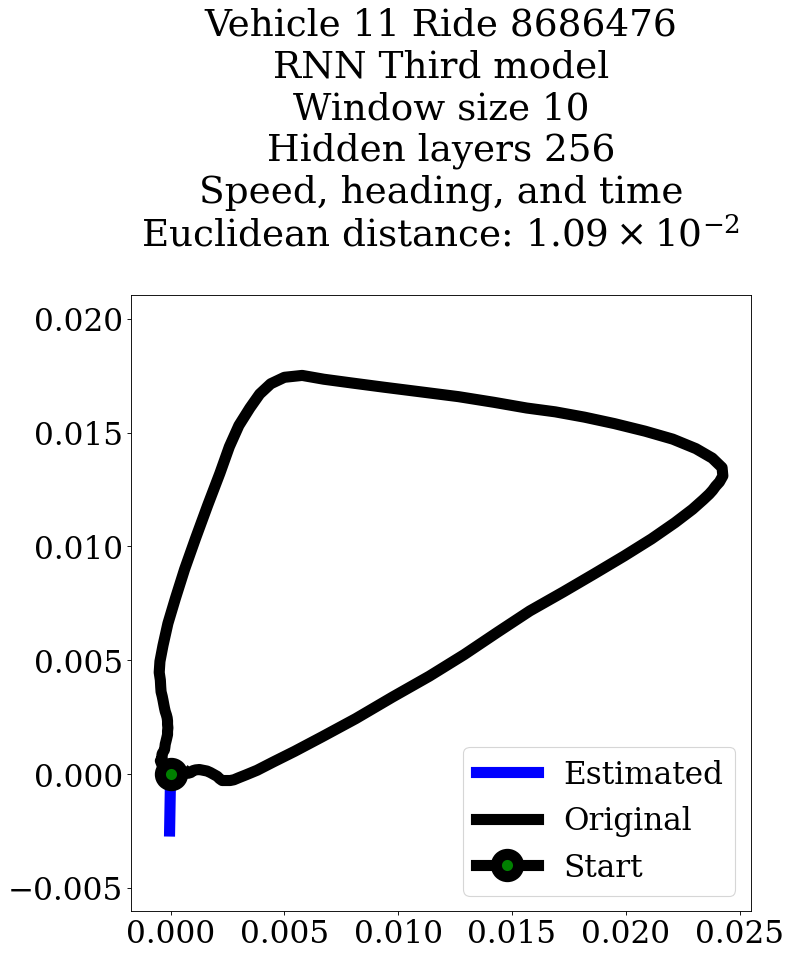 Vehicle 11 Ride 8686476
RNN Third model
Window size 10
Hidden layers 256
Speed, heading, and time
Euclidean distance: 1.09 × 10⁻²
0.020
0.015
0.010
0.005
0.000
−0.005
Estimated
Original
Start
0.000 0.005 0.010 0.015 0.020 0.025